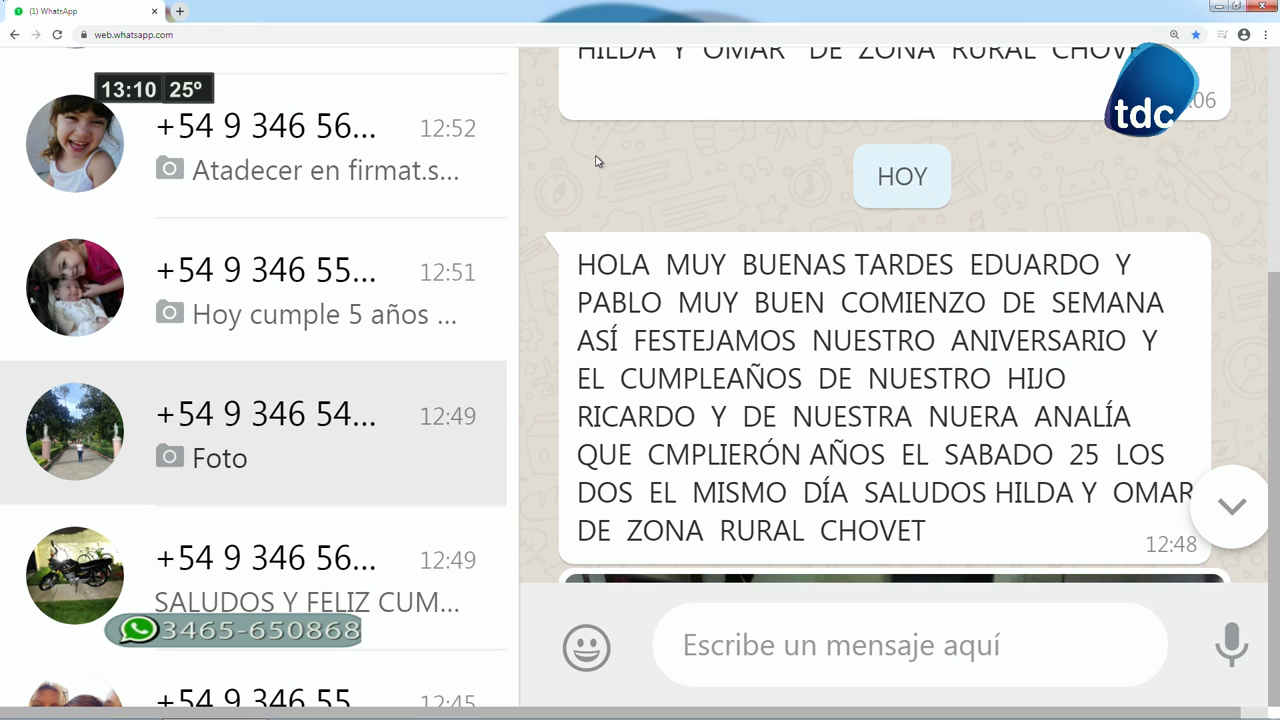 (1) WhatsApp
web.whatsapp.com
13:10 25º
+54 9 346 56...
12:52
Atadecer en firmat.s...
+54 9 346 55...
12:51
Hoy cumple 5 años ...
+54 9 346 54...
12:49
Foto
+54 9 346 56...
12:49
SALUDOS Y FELIZ CUM...
3465-650868
+54 9 346 55
12:45
HILDA Y OMAR DE ZONA RURAL
:06
tdc
HOY
HOLA MUY BUENAS TARDES EDUARDO Y
PABLO MUY BUEN COMIENZO DE SEMANA
ASÍ FESTEJAMOS NUESTRO ANIVERSARIO Y
EL CUMPLEAÑOS DE NUESTRO HIJO
RICARDO Y DE NUESTRA NUERA ANALÍA
QUE CMPLIERÓN AÑOS EL SABADO 25 LOS
DOS EL MISMO DÍA SALUDOS HILDA Y OMAR
DE ZONA RURAL CHOVET
12:48
Escribe un mensaje aquí